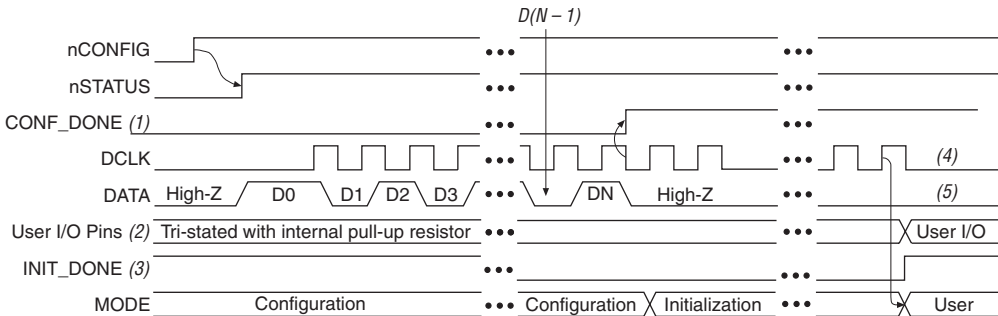 D(N – 1)
nCONFIG
nSTATUS
CONF_DONE (1)
DCLK (4)
DATA High-Z D0 D1 D2 D3 DN High-Z (5)
User I/O Pins (2) Tri-stated with internal pull-up resistor User I/O
INIT_DONE (3)
MODE Configuration Configuration Initialization User